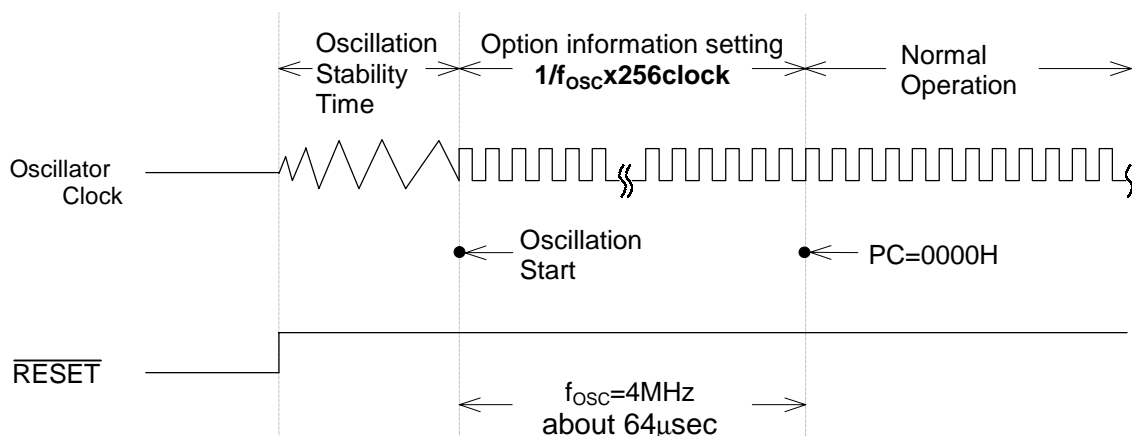 Oscillation
Stability
Time
Option information setting
1/fOSCx256clock
Normal
Operation
Oscillator
Clock
Oscillation
Start
PC=0000H
RESET
fOSC=4MHz
about 64μsec